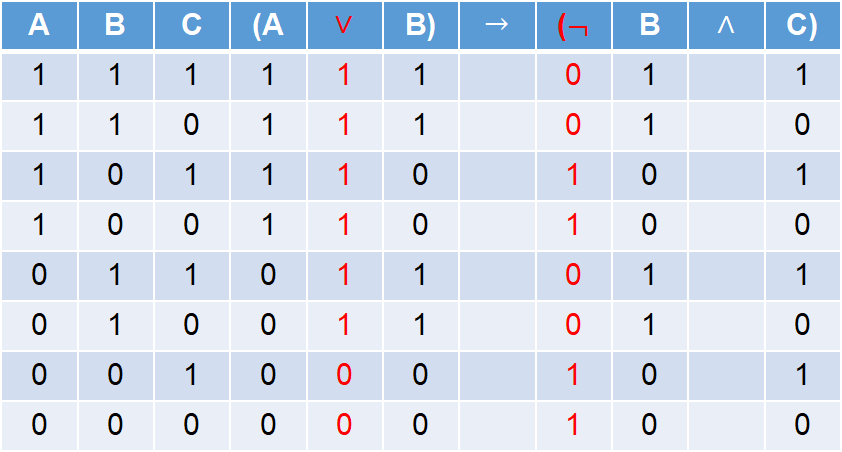 A B C (A ∨ B) → (¬ B ∧ C)
1 1 1 1 1 1 0 1 1
1 1 0 1 1 1 0 1 0
1 0 1 1 1 0 1 0 1
1 0 0 1 1 0 1 0 0
0 1 1 0 1 1 0 1 1
0 1 0 0 1 1 0 1 0
0 0 1 0 0 0 1 0 1
0 0 0 0 0 0 1 0 0